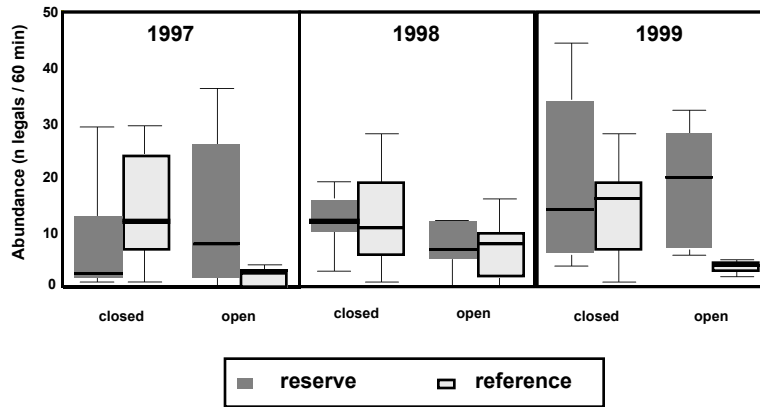 Abundance (n legals / 60 min)
50
40
30
20
10
0
1997
1998
1999
closed
open
closed
open
closed
open
reserve
reference